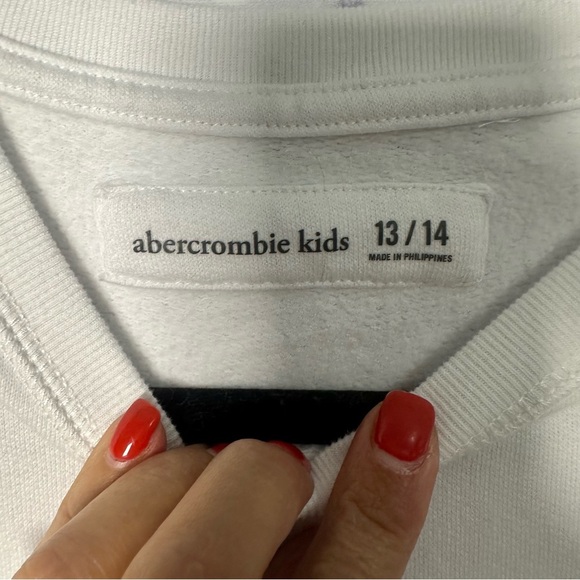 abercrombie kids 13 / 14
MADE IN PHILIPPINES